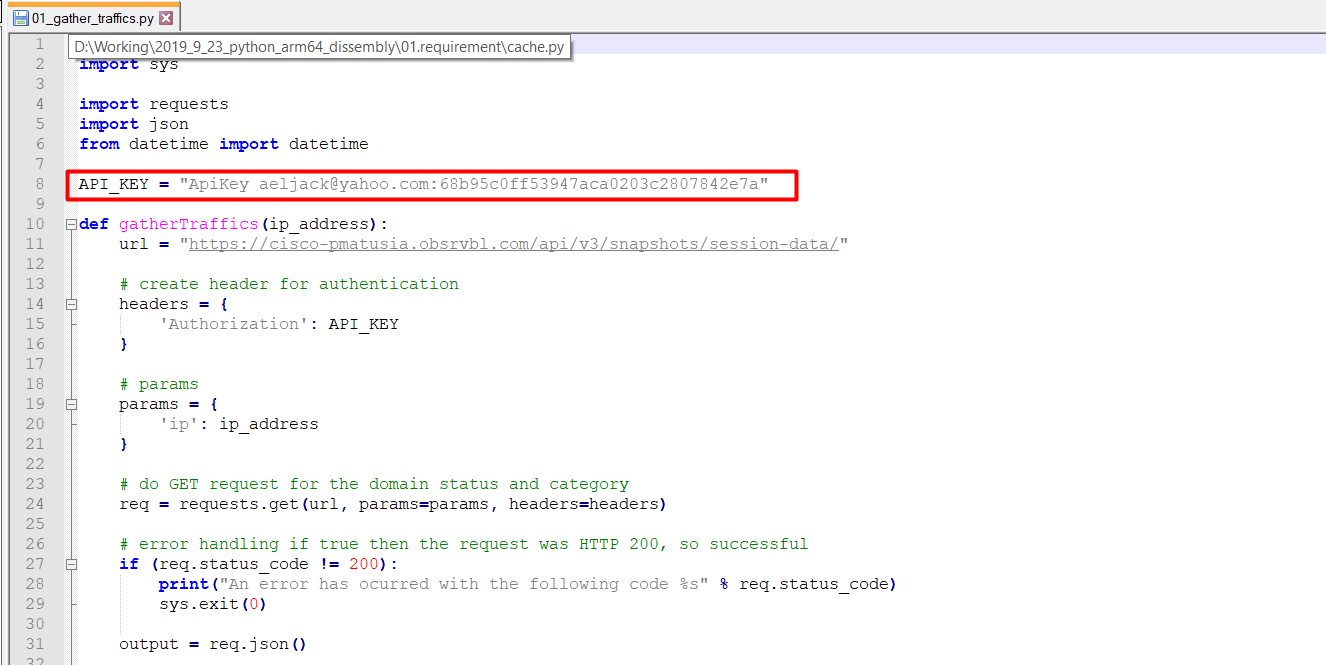 01_gather_traffics.py
D:\Working\2019_9_23_python_arm64_dissembly\01.requirement\cache.py
1
2 import sys
3
4 import requests
5 import json
6 from datetime import datetime
7
8 API_KEY = "ApiKey aeljack@yahoo.com:68b95c0ff53947aca0203c2807842e7a"
9
10 def gatherTraffics(ip_address):
11 url = "https://cisco-pmatusia.obsrvbl.com/api/v3/snapshots/session-data/"
12
13 # create header for authentication
14 headers = {
15 'Authorization': API_KEY
16 }
17
18 # params
19 params = {
20 'ip': ip_address
21 }
22
23 # do GET request for the domain status and category
24 req = requests.get(url, params=params, headers=headers)
25
26 # error handling if true then the request was HTTP 200, so successful
27 if (req.status_code != 200):
28 print("An error has ocurred with the following code %s" % req.status_code)
29 sys.exit(0)
30
31 output = req.json()
32